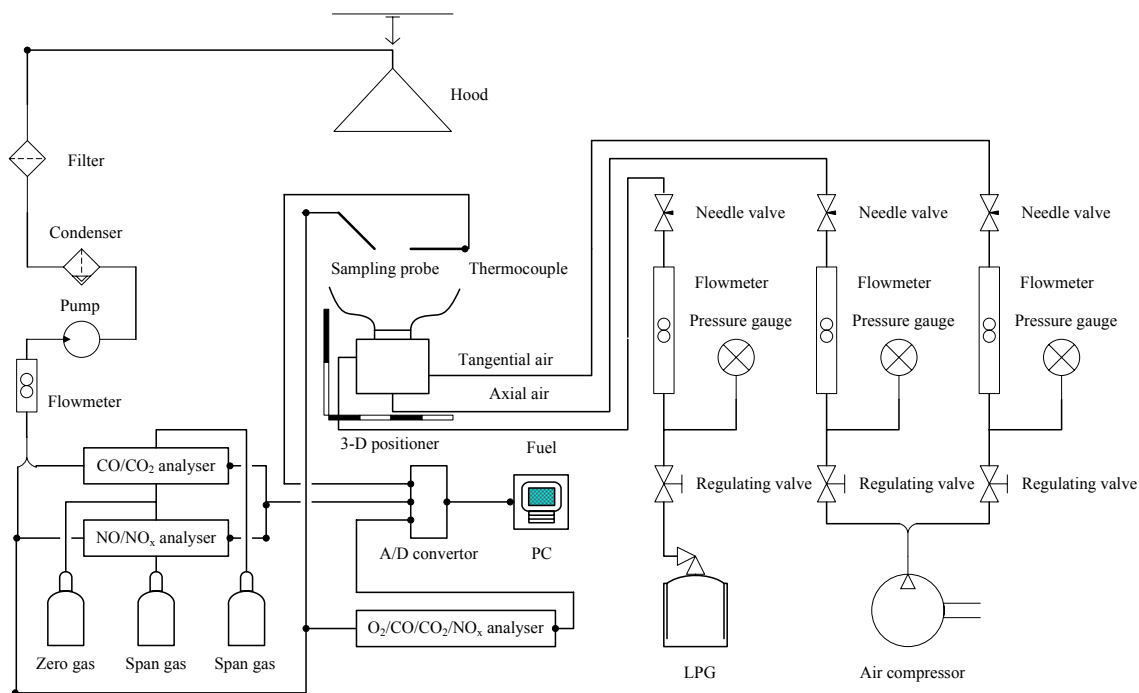 Hood
Filter
Needle valve
Needle valve
Needle valve
Condenser
Sampling probe
Thermocouple
Flowmeter
Flowmeter
Flowmeter
Pump
Pressure gauge
Pressure gauge
Pressure gauge
Tangential air
Axial air
Flowmeter
3-D positioner
Fuel
CO/CO₂ analyser
Regulating valve
Regulating valve
Regulating valve
NO/NOₓ analyser
A/D convertor
PC
O₂/CO/CO₂/NOₓ analyser
Zero gas
Span gas
Span gas
LPG
Air compressor